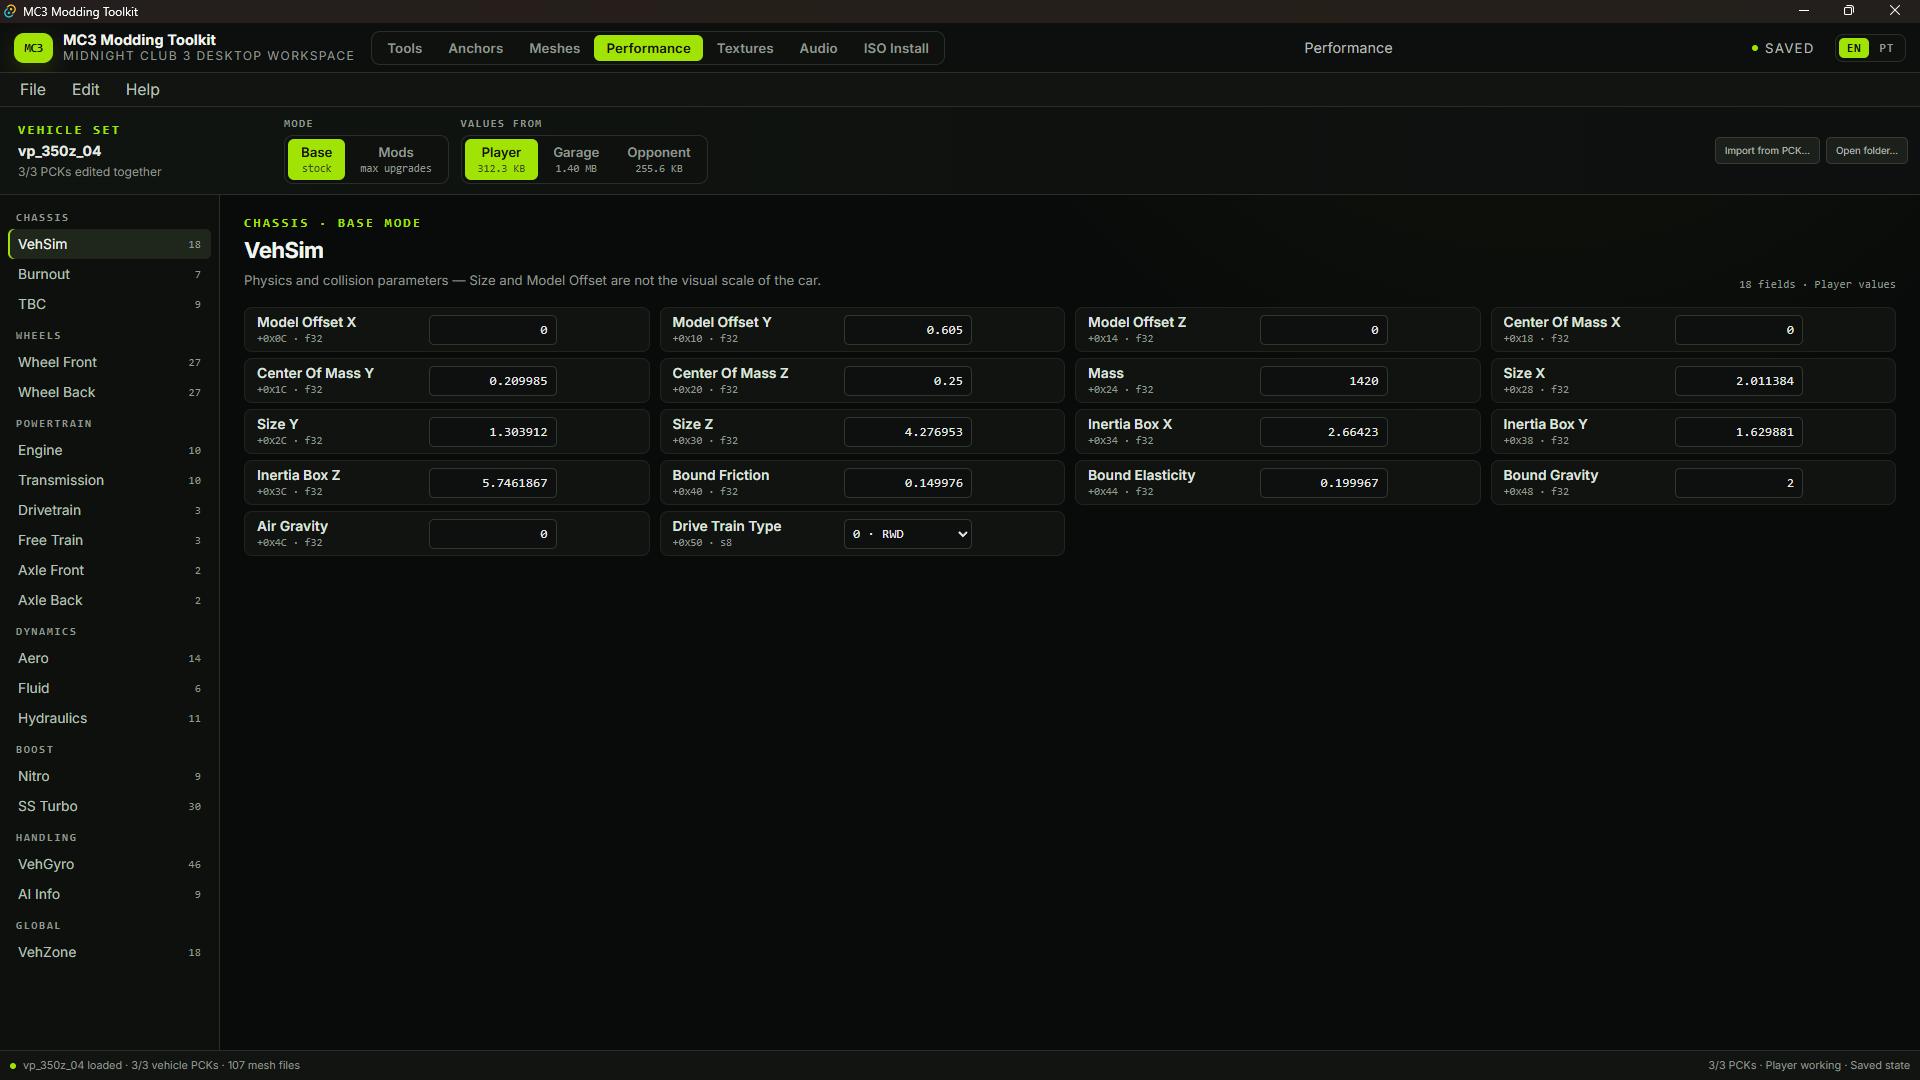 MC3 Modding Toolkit
MC3
MC3 Modding Toolkit
MIDNIGHT CLUB 3 DESKTOP WORKSPACE
Tools Anchors Meshes Performance Textures Audio ISO Install
Performance
SAVED
EN PT
File Edit Help
VEHICLE SET
vp_350z_04
3/3 PCKs edited together
MODE
Base
stock
Mods
max upgrades
VALUES FROM
Player
312.3 KB
Garage
1.40 MB
Opponent
255.6 KB
Import from PCK...
Open folder...
CHASSIS
VehSim 18
Burnout 7
TBC 9
WHEELS
Wheel Front 27
Wheel Back 27
POWERTRAIN
Engine 10
Transmission 10
Drivetrain 3
Free Train 3
Axle Front 2
Axle Back 2
DYNAMICS
Aero 14
Fluid 6
Hydraulics 11
BOOST
Nitro 9
SS Turbo 30
HANDLING
VehGyro 46
AI Info 9
GLOBAL
VehZone 18
CHASSIS · BASE MODE
VehSim
Physics and collision parameters — Size and Model Offset are not the visual scale of the car.
18 fields · Player values
Model Offset X
+0x0C · f32
0
Model Offset Y
+0x10 · f32
0.605
Model Offset Z
+0x14 · f32
0
Center Of Mass X
+0x18 · f32
0
Center Of Mass Y
+0x1C · f32
0.209985
Center Of Mass Z
+0x20 · f32
0.25
Mass
+0x24 · f32
1420
Size X
+0x28 · f32
2.011384
Size Y
+0x2C · f32
1.303912
Size Z
+0x30 · f32
4.276953
Inertia Box X
+0x34 · f32
2.66423
Inertia Box Y
+0x38 · f32
1.629881
Inertia Box Z
+0x3C · f32
5.7461867
Bound Friction
+0x40 · f32
0.149976
Bound Elasticity
+0x44 · f32
0.199967
Bound Gravity
+0x48 · f32
2
Air Gravity
+0x4C · f32
0
Drive Train Type
+0x50 · s8
0 · RWD
vp_350z_04 loaded · 3/3 vehicle PCKs · 107 mesh files
3/3 PCKs · Player working · Saved state